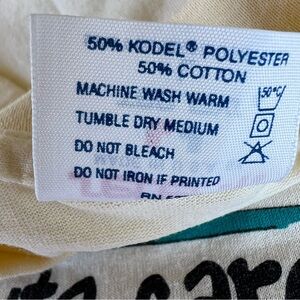 50% KODEL® POLYESTER
50% COTTON
MACHINE WASH WARM
50°C
TUMBLE DRY MEDIUM
DO NOT BLEACH
DO NOT IRON IF PRINTED
RN